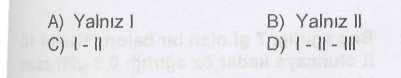 A) Yalnız I B) Yalnız II
C) I - II D) I - II - III